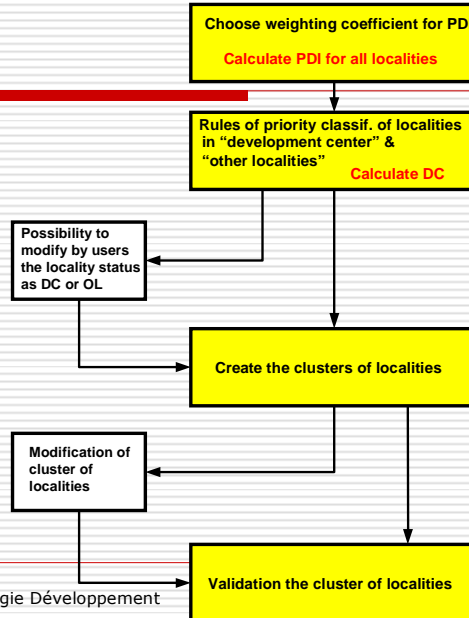 Choose weighting coefficient for PD
Calculate PDI for all localities
Rules of priority classif. of localities
in “development center” &
“other localities”
Calculate DC
Possibility to
modify by users
the locality status
as DC or OL
Create the clusters of localities
Modification of
cluster of
localities
Validation the cluster of localities
gie Développement